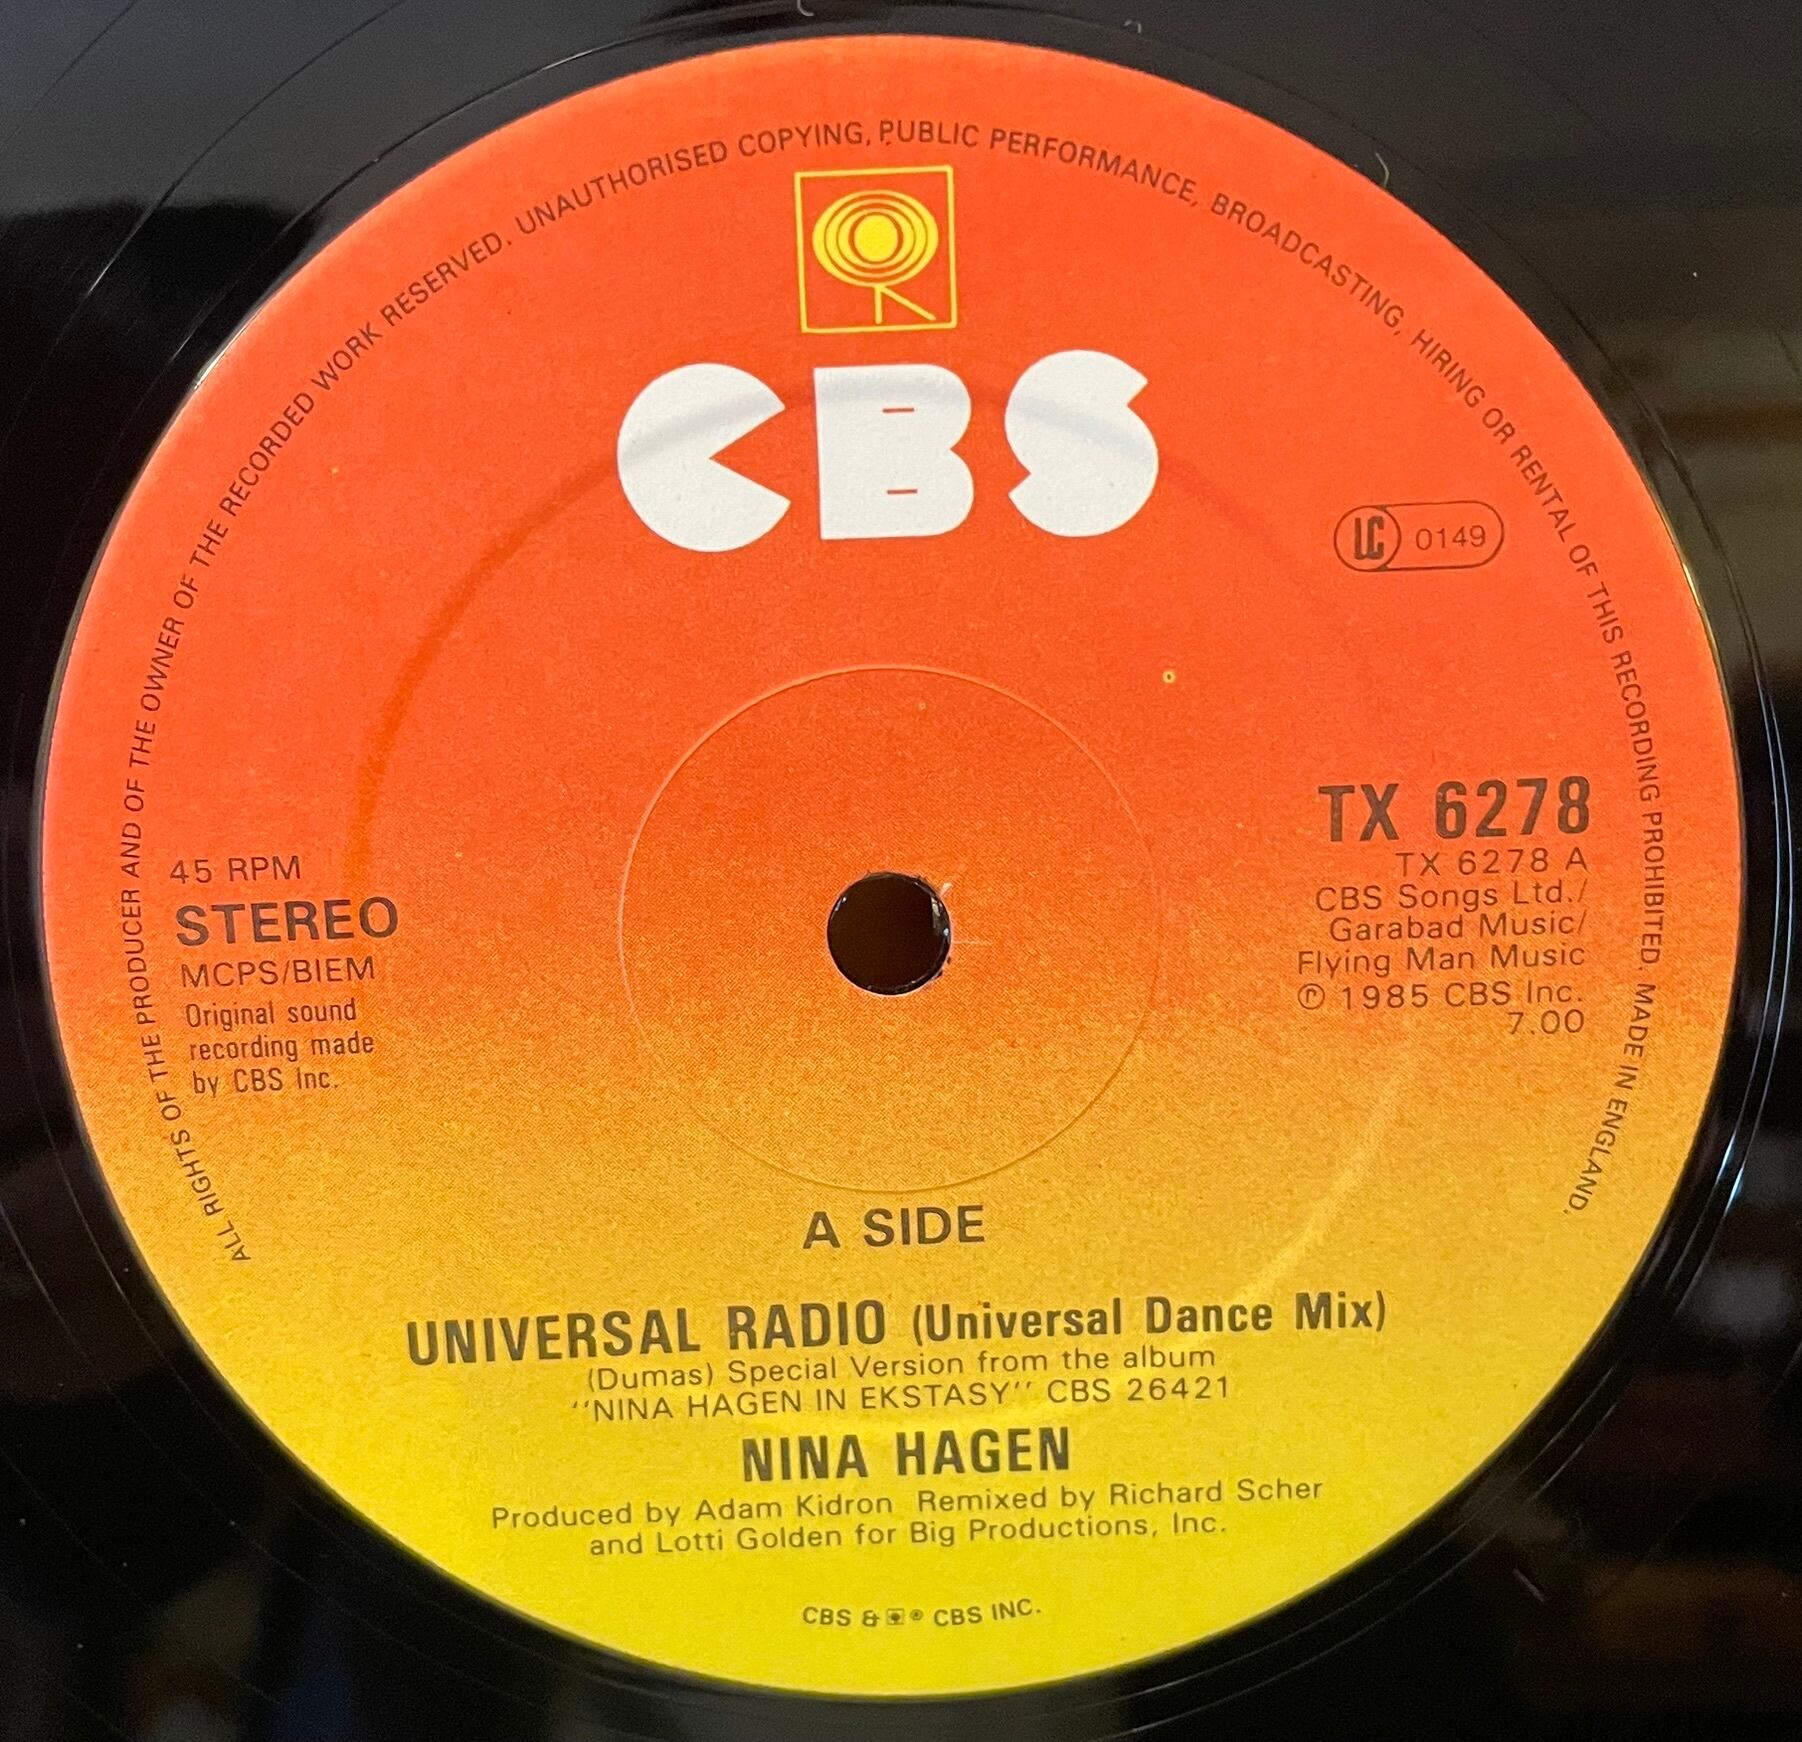 ALL RIGHTS OF THE PRODUCER AND OF THE OWNER OF THE RECORDED WORK RESERVED. UNAUTHORISED COPYING, PUBLIC PERFORMANCE, BROADCASTING, HIRING OR RENTAL OF THIS RECORDING PROHIBITED. MADE IN ENGLAND.
CBS
LC 0149
45 RPM
STEREO
MCPS/BIEM
Original sound
recording made
by CBS Inc.
TX 6278
TX 6278 A
CBS Songs Ltd./
Garabad Music/
Flying Man Music
℗ 1985 CBS Inc.
7.00
A SIDE
UNIVERSAL RADIO (Universal Dance Mix)
(Dumas) Special Version from the album
''NINA HAGEN IN EKSTASY'' CBS 26421
NINA HAGEN
Produced by Adam Kidron Remixed by Richard Scher
and Lotti Golden for Big Productions, Inc.
CBS & ® CBS INC.